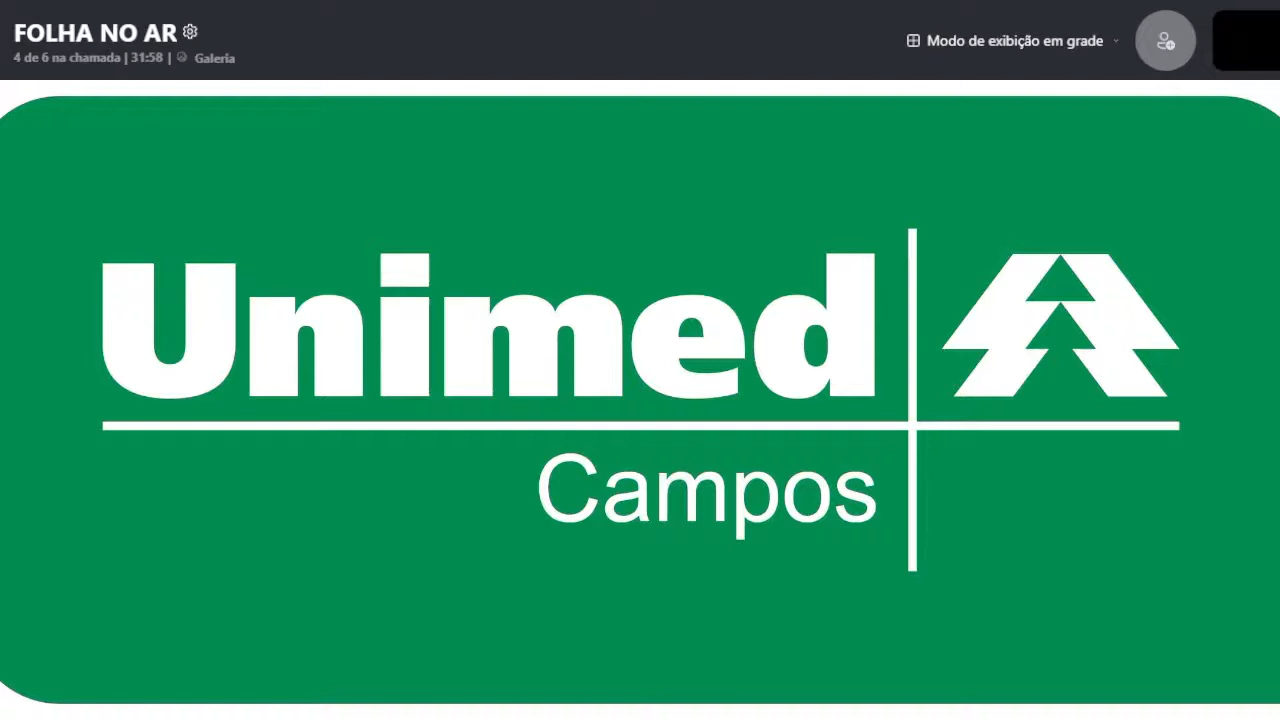 FOLHA NO AR
4 de 6 na chamada | 31:58 | Galeria
Modo de exibição em grade
Unimed
Campos